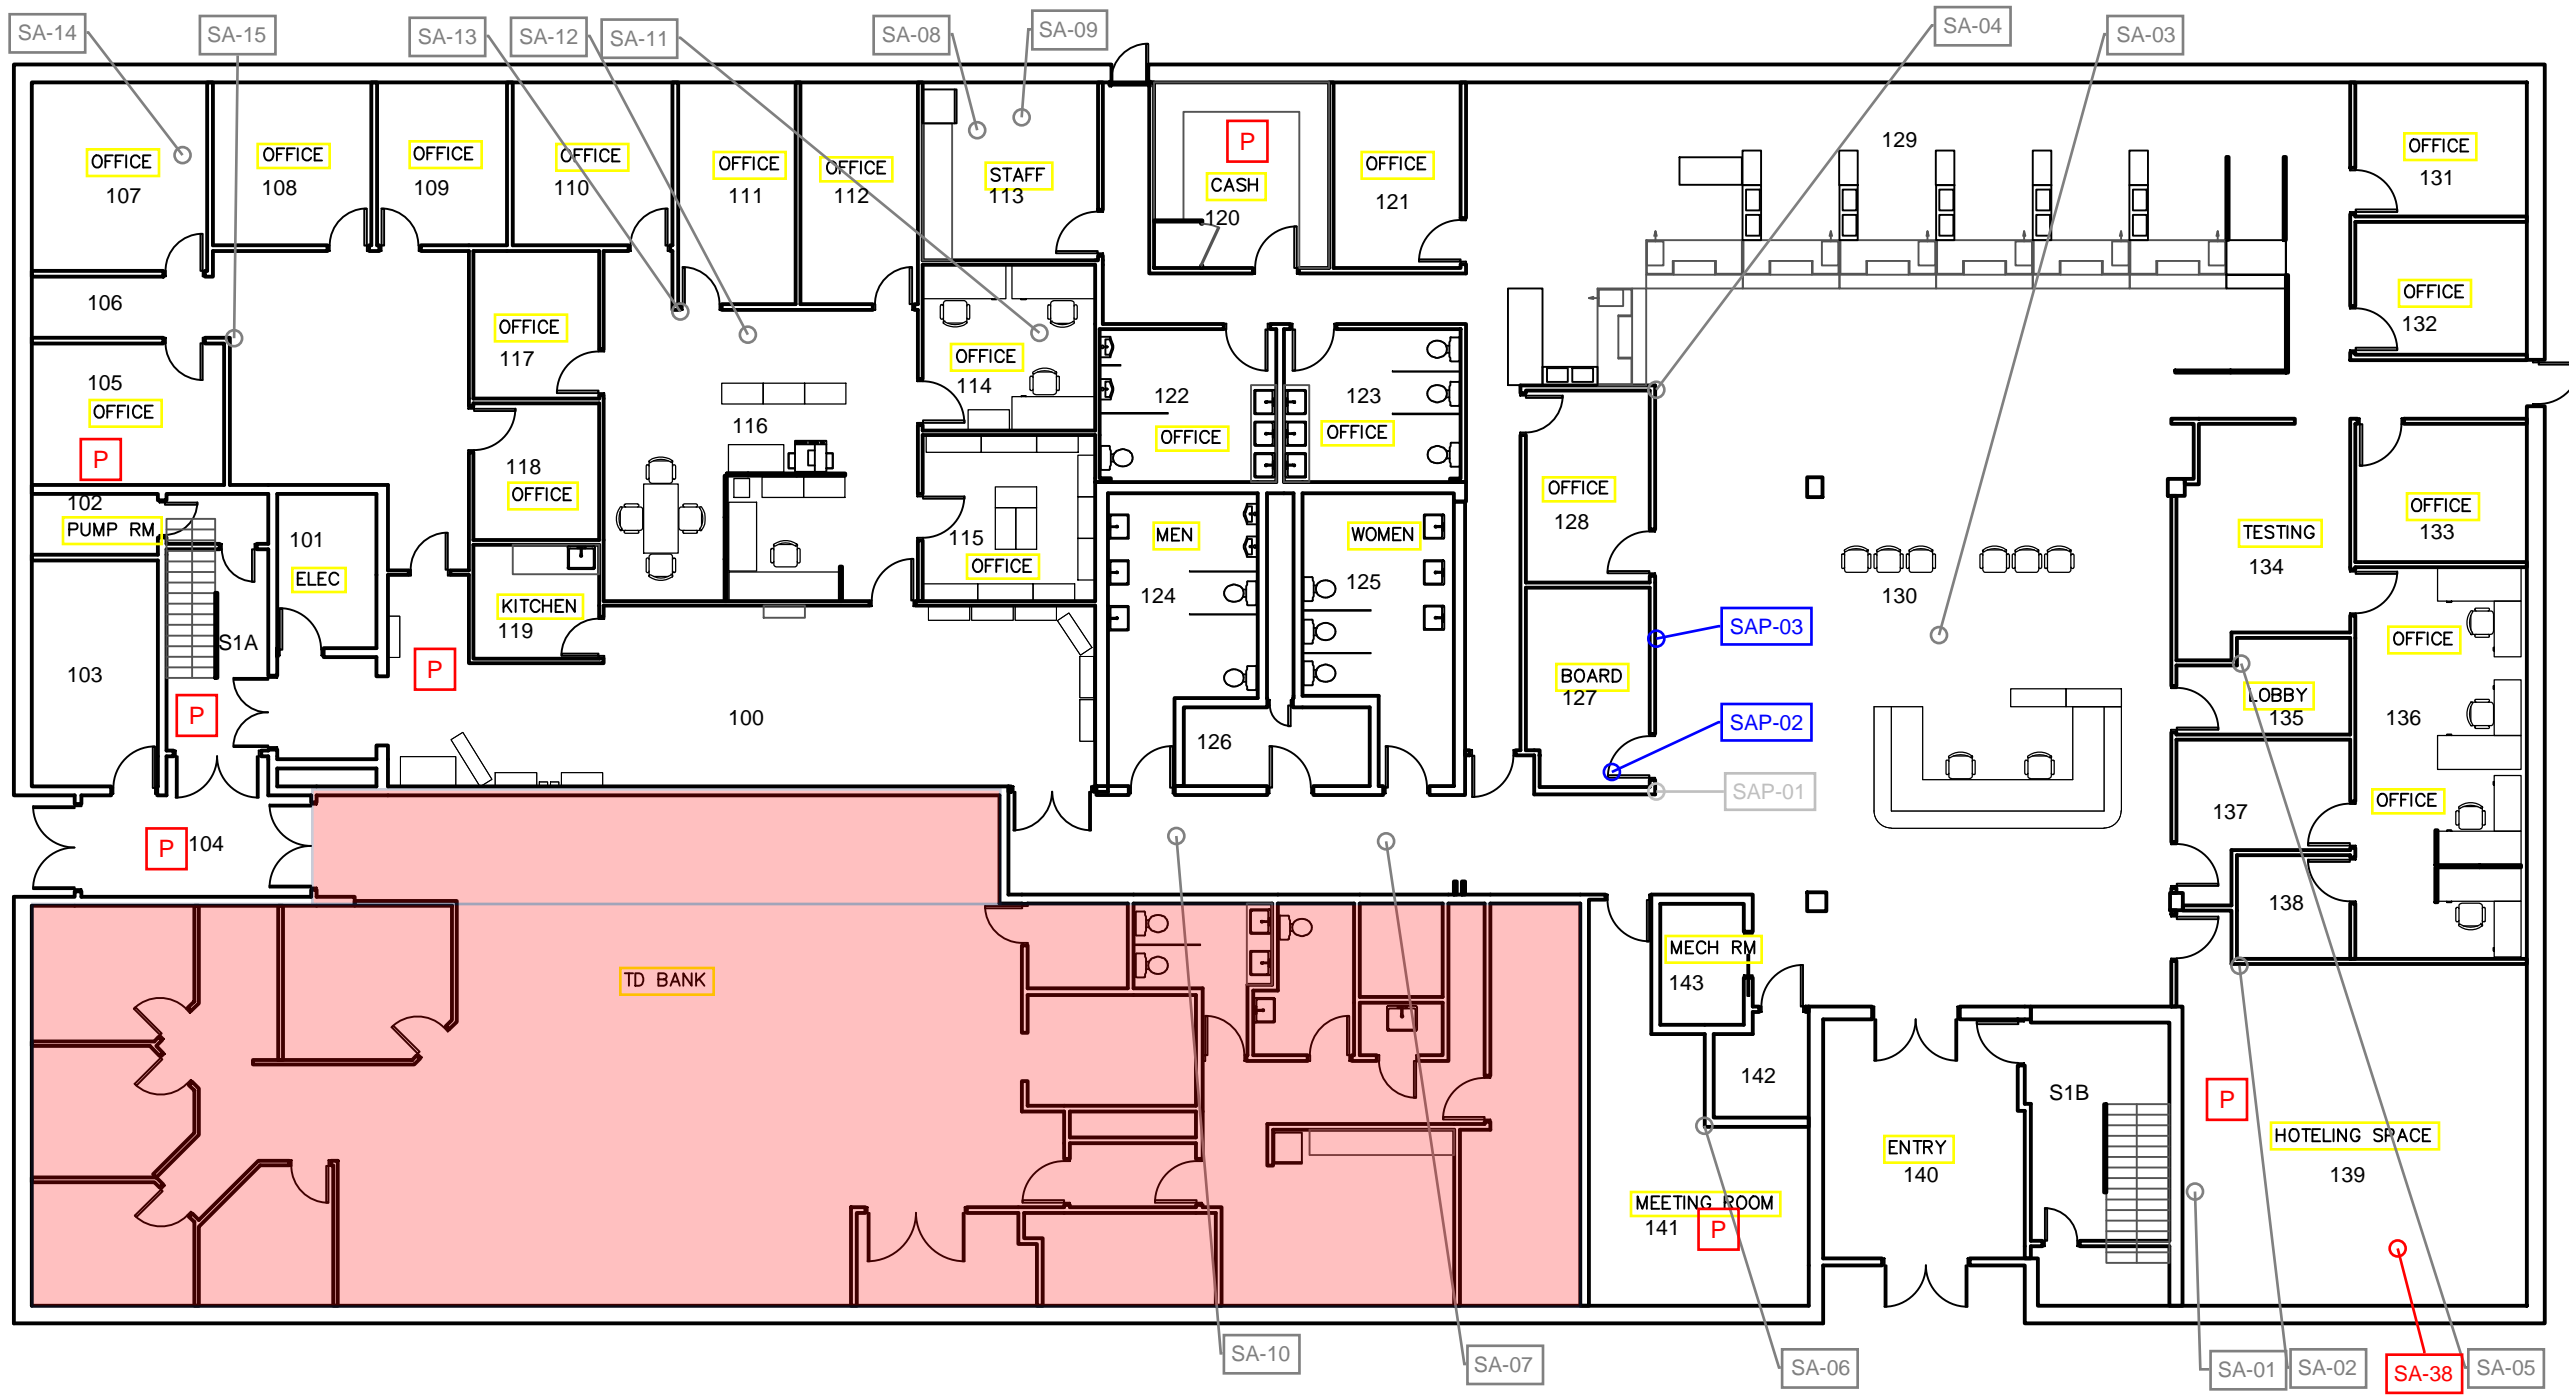 SA-14
SA-15
SA-13
SA-12
SA-11
SA-08
SA-09
SA-04
SA-03
OFFICE
107
OFFICE
108
OFFICE
109
OFFICE
110
OFFICE
111
OFFICE
112
STAFF
113
P
CASH
120
OFFICE
121
129
OFFICE
131
106
OFFICE
117
OFFICE
114
OFFICE
132
105
OFFICE
P
116
122
OFFICE
123
OFFICE
118
OFFICE
102
PUMP RM
101
ELEC
115
OFFICE
MEN
124
WOMEN
125
OFFICE
128
TESTING
134
OFFICE
133
KITCHEN
119
130
SAP-03
S1A
103
P
P
100
126
BOARD
127
SAP-02
SAP-01
OFFICE
LOBBY
135
136
OFFICE
137
P
104
138
TD BANK
MECH RM
143
142
S1B
P
HOTELING SPACE
139
ENTRY
140
MEETING ROOM
141
P
SA-10
SA-07
SA-06
SA-01
SA-02
SA-38
SA-05